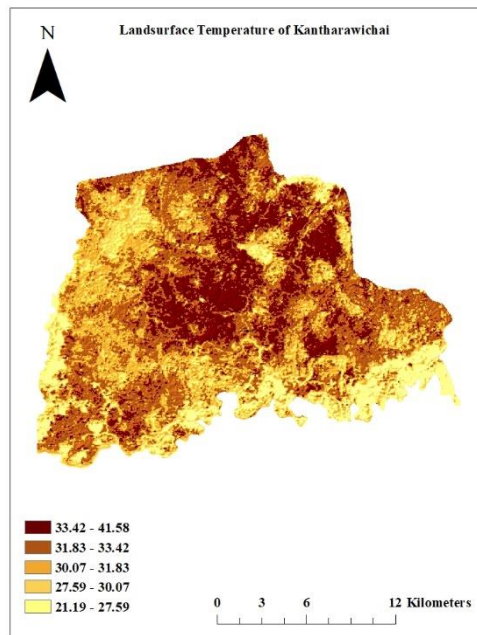 Landsurface Temperature of Kantharawichai
N
33.42 - 41.58
31.83 - 33.42
30.07 - 31.83
27.59 - 30.07
21.19 - 27.59
0 3 6 12 Kilometers